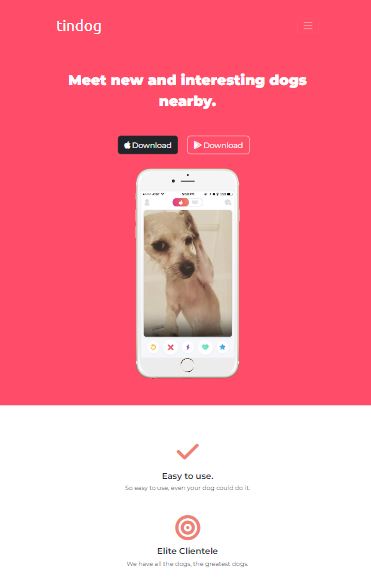 tindog
Meet new and interesting dogs
nearby.
Download
Download
Easy to use.
So easy to use, even your dog could do it.
Elite Clientele
We have all the dogs, the greatest dogs.